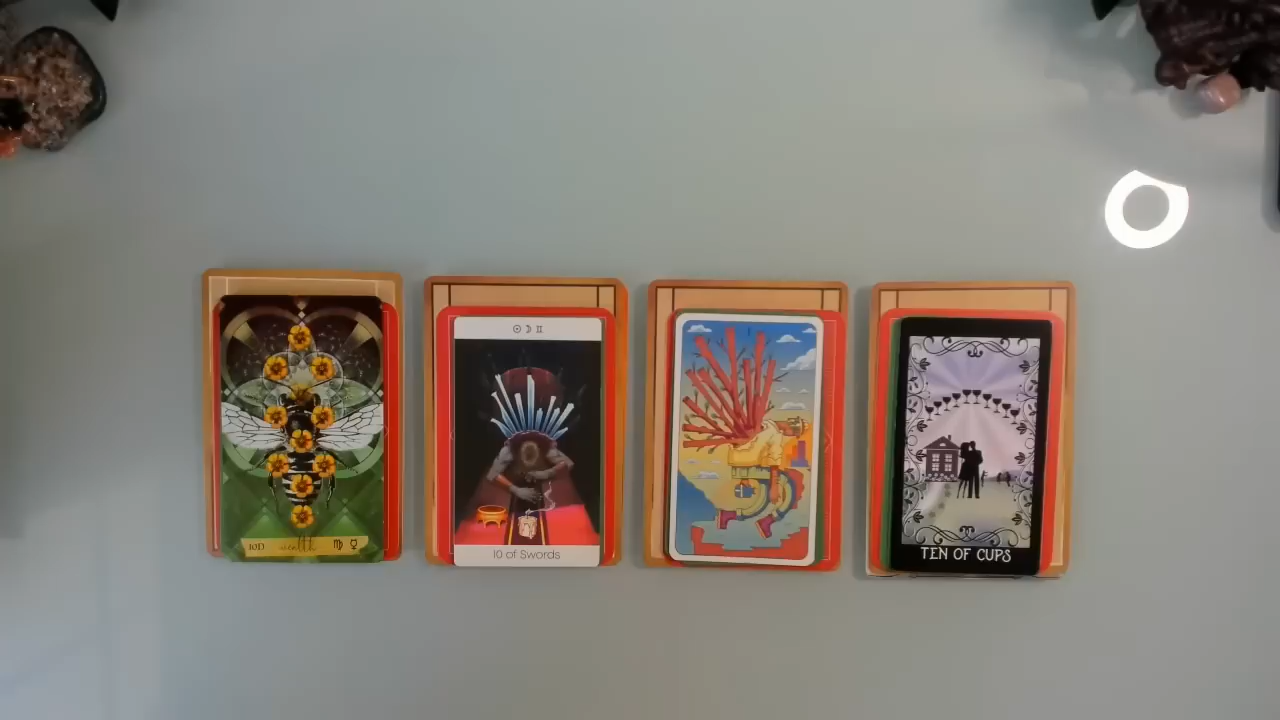 10D wealth ♍ ☿
☉ ☽ ♊
10 of Swords
TEN OF CUPS